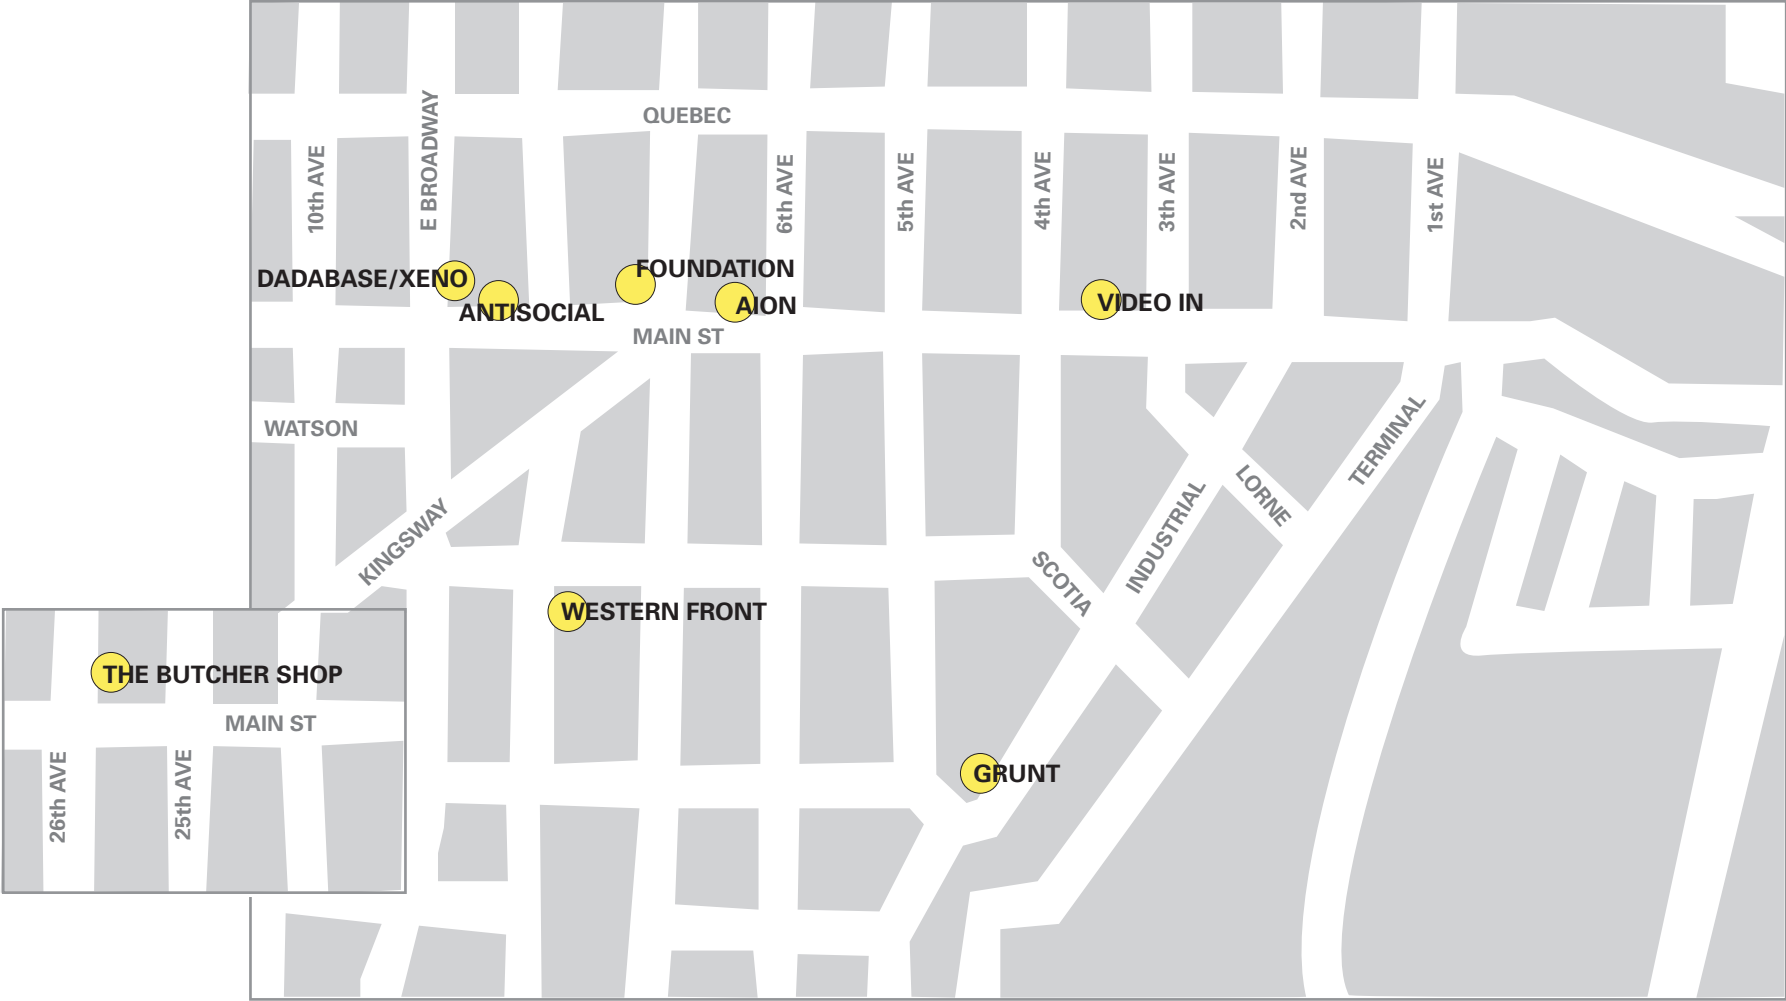 QUEBEC
10th AVE
E BROADWAY
6th AVE
5th AVE
4th AVE
3th AVE
2nd AVE
1st AVE
DADABASE/XENO
ANTISOCIAL
FOUNDATION
AION
VIDEO IN
MAIN ST
WATSON
KINGSWAY
SCOTIA
INDUSTRIAL
LORNE
TERMINAL
WESTERN FRONT
GRUNT
THE BUTCHER SHOP
MAIN ST
26th AVE
25th AVE